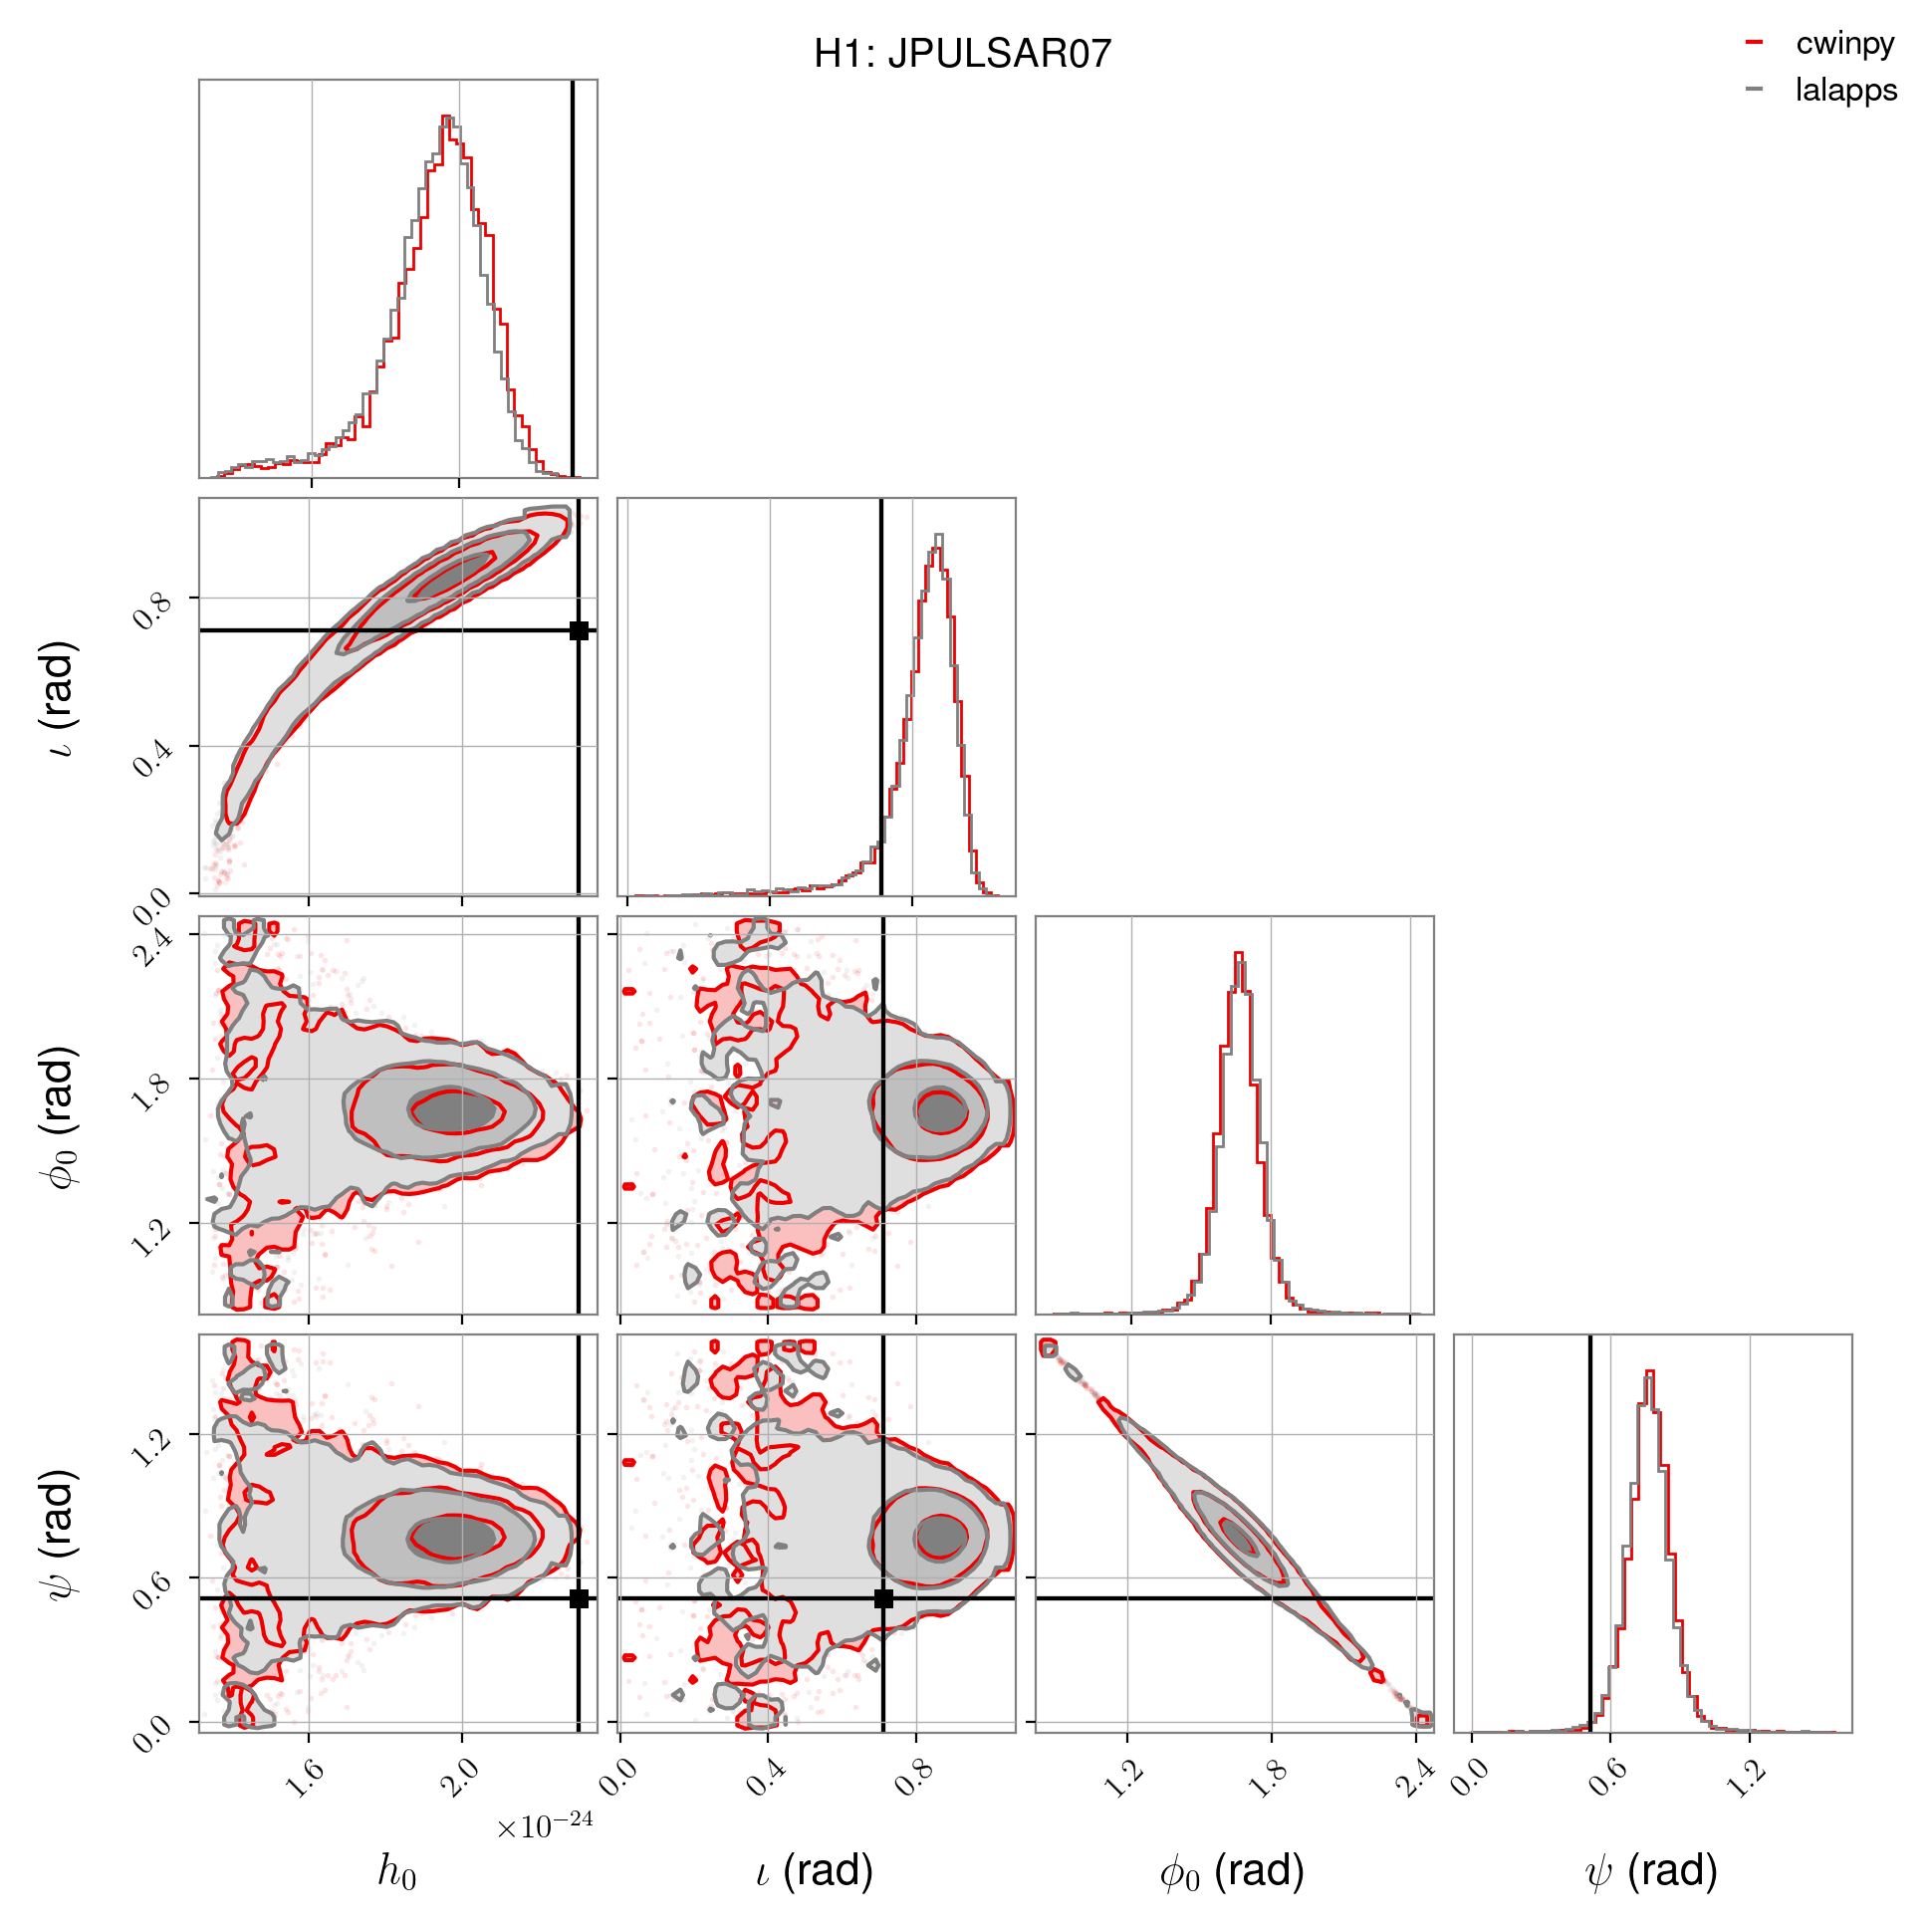 H1: JPULSAR07
cwinpy
lalapps
ι (rad)
0.8
0.4
0.0
ϕ₀ (rad)
2.4
1.8
1.2
ψ (rad)
1.2
0.6
0.0
1.6 2.0 0.0 0.4 0.8 1.2 1.8 2.4 0.0 0.6 1.2
×10⁻²⁴
h₀ ι (rad) ϕ₀ (rad) ψ (rad)